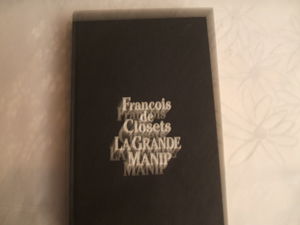 François
de
Closets
LA GRANDE
MANIP